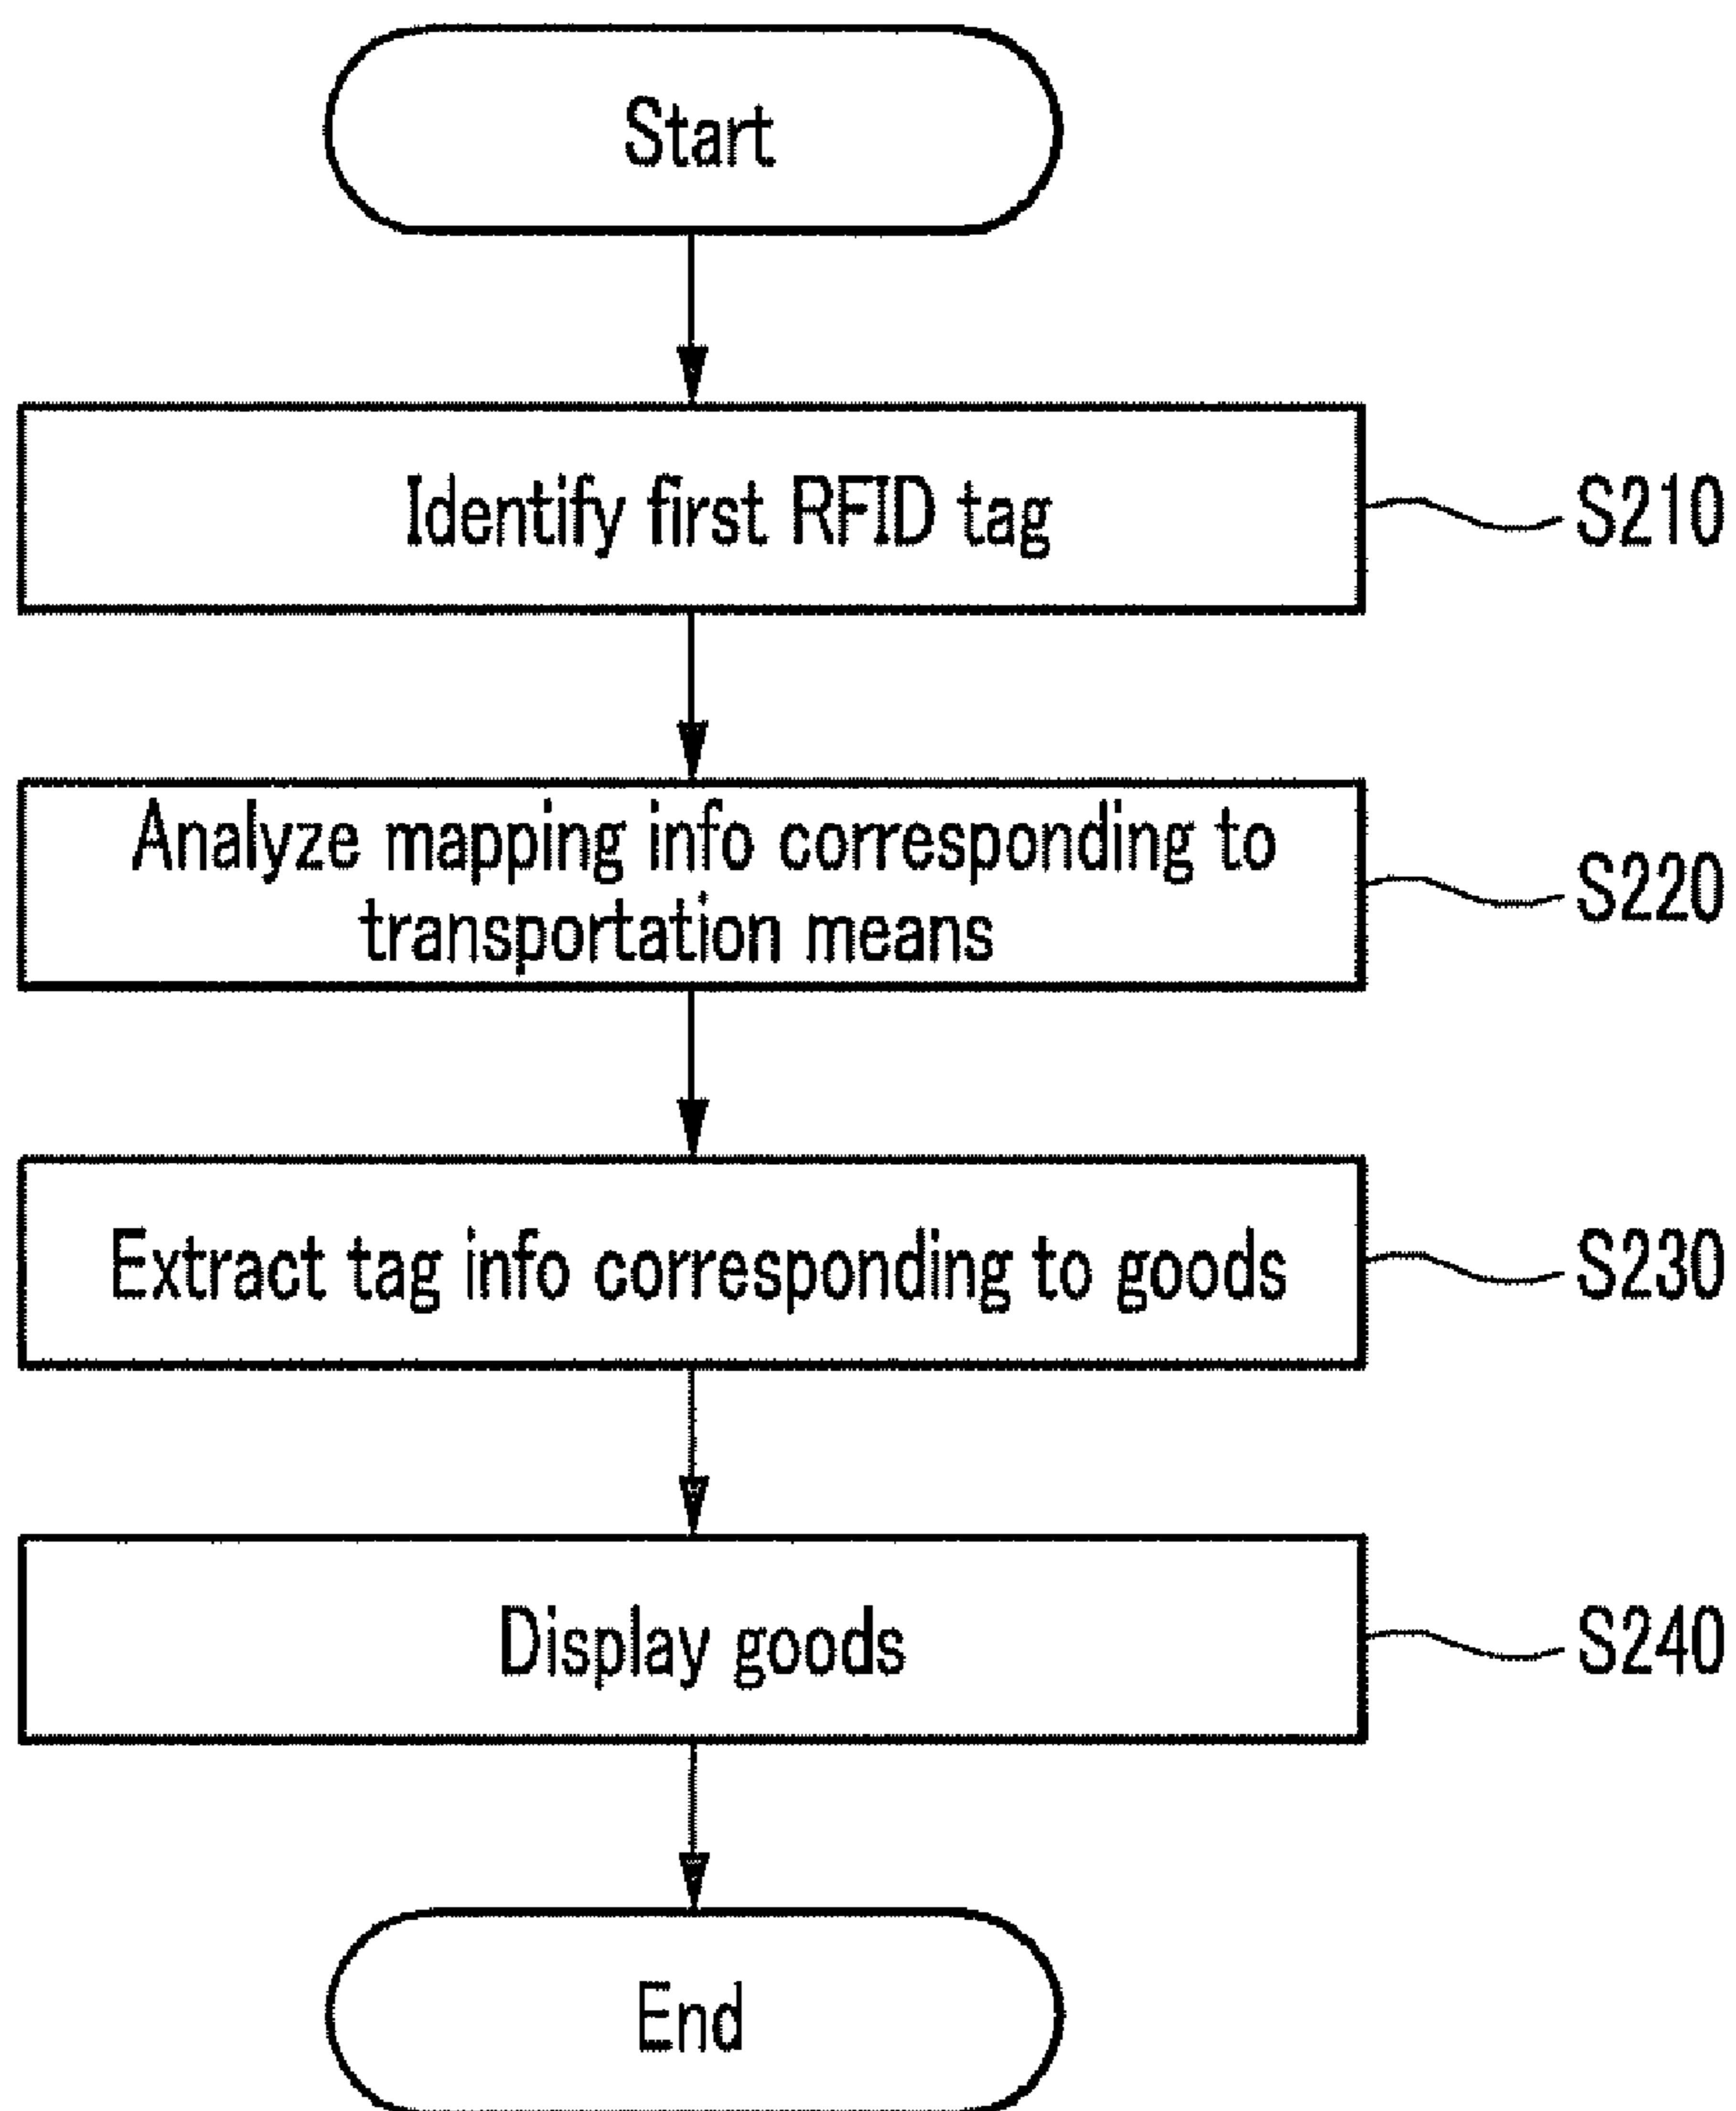 Start
Identify first RFID tag
S210
Analyze mapping info corresponding to
transportation means
S220
Extract tag info corresponding to goods
S230
Display goods
S240
End